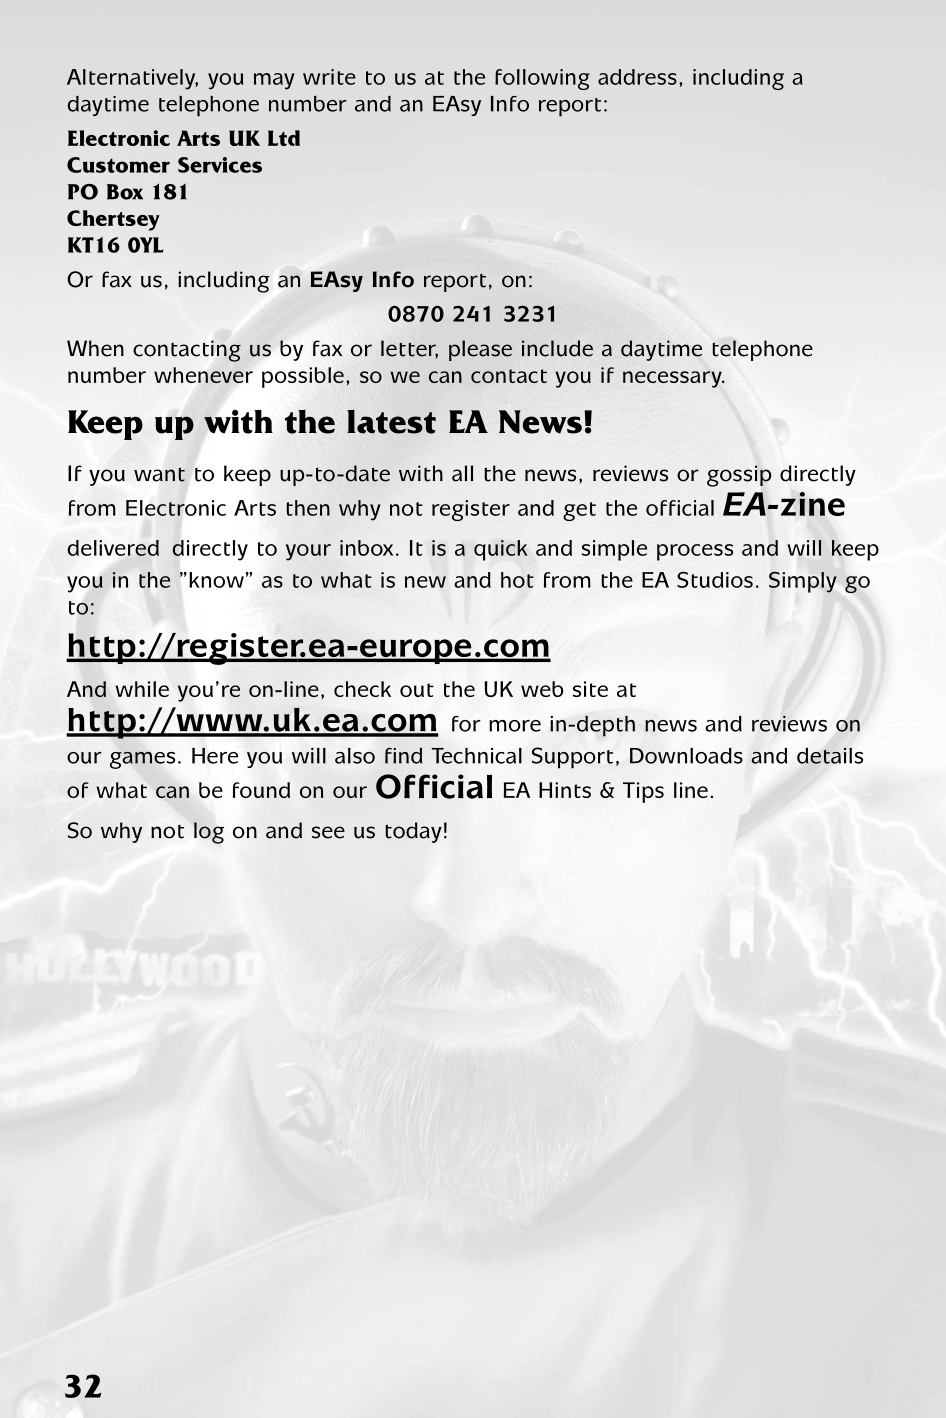 Alternatively, you may write to us at the following address, including a
daytime telephone number and an EAsy Info report:
Electronic Arts UK Ltd
Customer Services
PO Box 181
Chertsey
KT16 0YL
Or fax us, including an EAsy Info report, on:
0870 241 3231
When contacting us by fax or letter, please include a daytime telephone
number whenever possible, so we can contact you if necessary.
Keep up with the latest EA News!
If you want to keep up-to-date with all the news, reviews or gossip directly
from Electronic Arts then why not register and get the official EA-zine
delivered directly to your inbox. It is a quick and simple process and will keep
you in the ”know” as to what is new and hot from the EA Studios. Simply go
to:
http://register.ea-europe.com
And while you’re on-line, check out the UK web site at
http://www.uk.ea.com for more in-depth news and reviews on
our games. Here you will also find Technical Support, Downloads and details
of what can be found on our Official EA Hints & Tips line.
So why not log on and see us today!
HOLLYWOOD
32